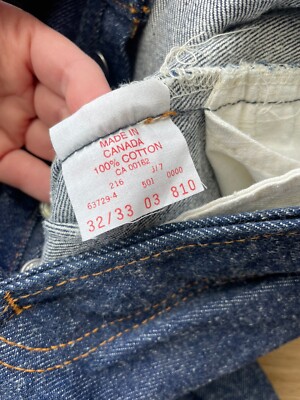 MADE IN
CANADA
100% COTTON
CA 00162
216 J/7
63729-4 501 0000
32/33 03 810